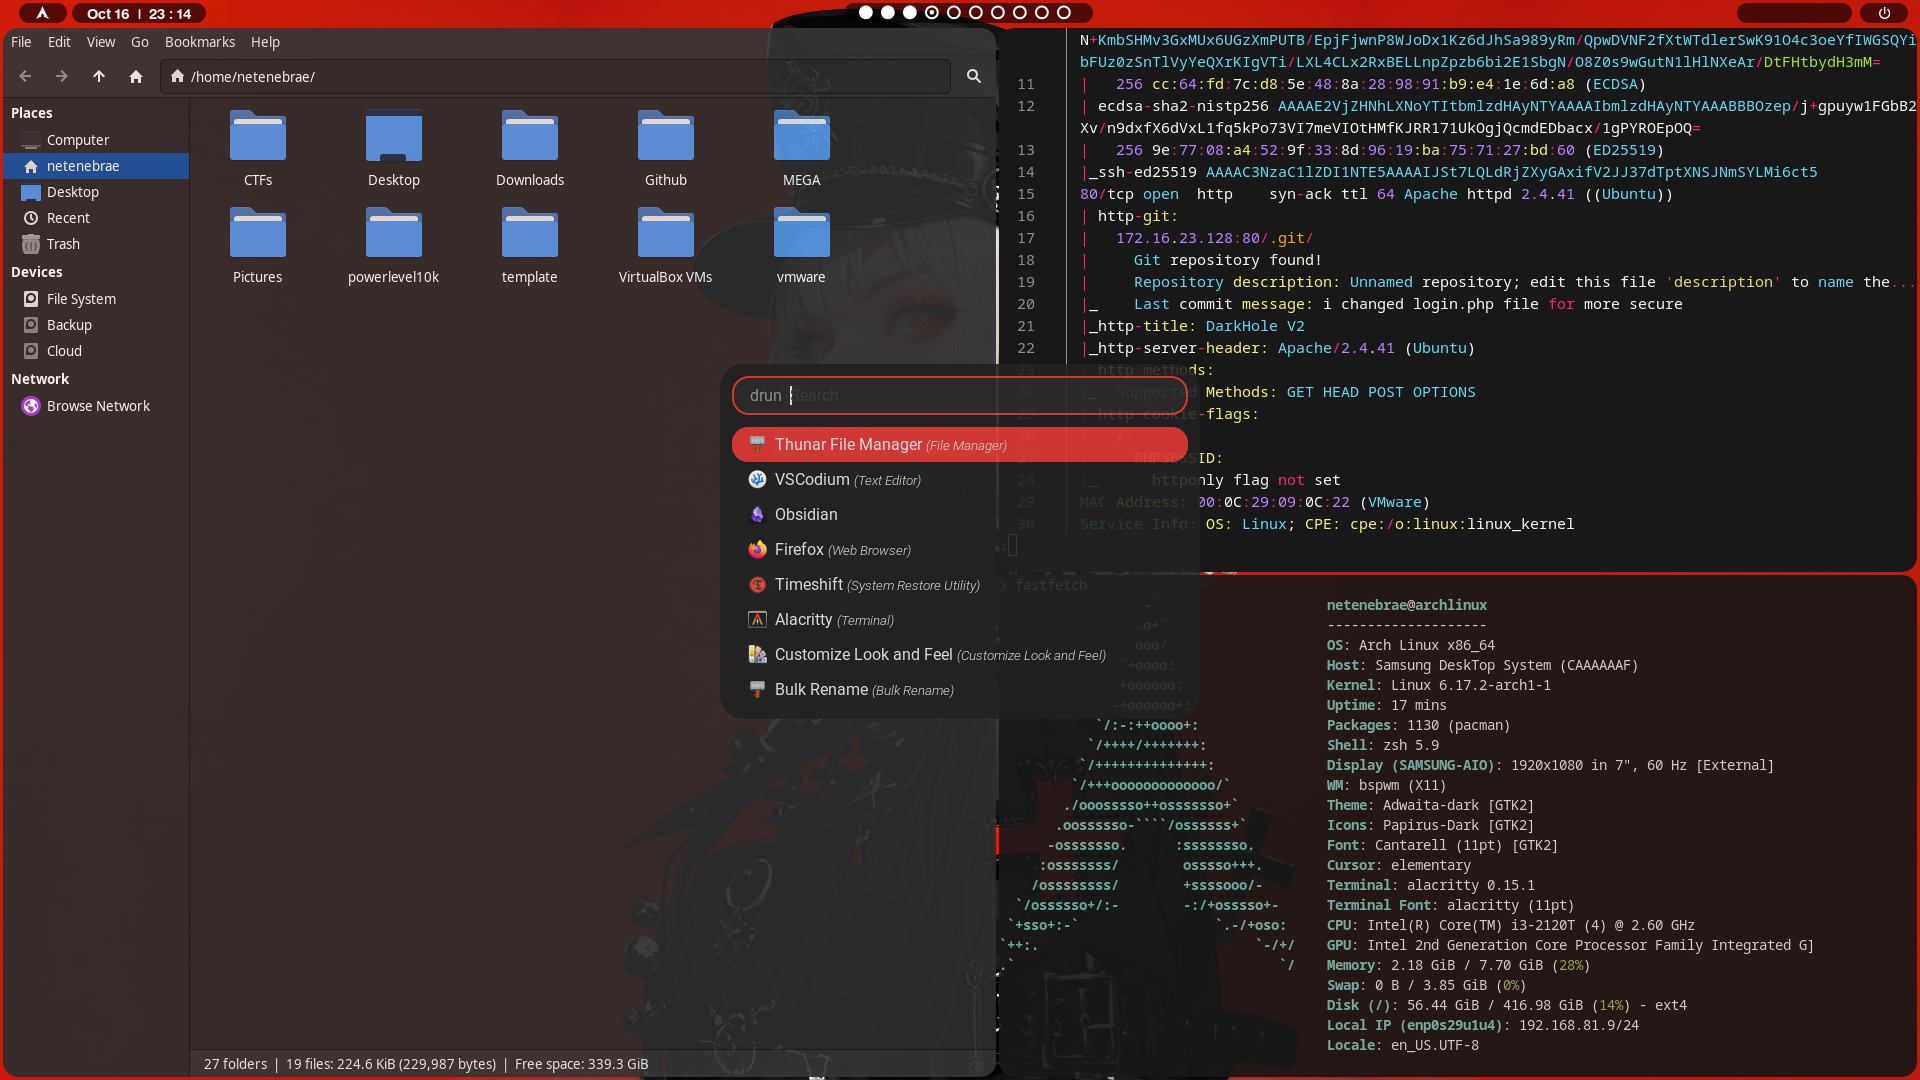 Oct 16 | 23 : 14
File Edit View Go Bookmarks Help
/home/netenebrae/
Places
Computer
netenebrae
Desktop
Recent
Trash
Devices
File System
Backup
Cloud
Network
Browse Network
CTFs Desktop Downloads Github MEGA
Pictures powerlevel10k template VirtualBox VMs vmware
27 folders | 19 files: 224.6 KiB (229,987 bytes) | Free space: 339.3 GiB
drun Search
Thunar File Manager (File Manager)
VSCodium (Text Editor)
Obsidian
Firefox (Web Browser)
Timeshift (System Restore Utility)
Alacritty (Terminal)
Customize Look and Feel (Customize Look and Feel)
Bulk Rename (Bulk Rename)
N+KmbSHMv3GxMUx6UGzXmPUTB/EpjFjwnP8WJoDx1Kz6dJhSa989yRm/QpwDVNF2fXtWTdlerSwK91O4c3oeYfIWGSQYi
bFUz0zSnTlVyYeQXrKIgVTi/LXL4CLx2RxBELLnpZpzb6bi2E1SbgN/O8Z0s9wGutN1lHlNXeAr/DtFHtbydH3mM=
11 | 256 cc:64:fd:7c:d8:5e:48:8a:28:98:91:b9:e4:1e:6d:a8 (ECDSA)
12 | ecdsa-sha2-nistp256 AAAAE2VjZHNhLXNoYTItbmlzdHAyNTYAAAAIbmlzdHAyNTYAAABBBOzep/j+gpuyw1FGbB2
Xv/n9dxfX6dVxL1fq5kPo73VI7meVIOtHMfKJRR171UkOgjQcmdEDbacx/1gPYROEpOQ=
13 | 256 9e:77:08:a4:52:9f:33:8d:96:19:ba:75:71:27:bd:60 (ED25519)
14 |_ssh-ed25519 AAAAC3NzaC1lZDI1NTE5AAAAIJSt7LQLdRjZXyGAxifV2JJ37dTptXNSJNmSYLMi6ct5
15 80/tcp open http syn-ack ttl 64 Apache httpd 2.4.41 ((Ubuntu))
16 | http-git:
17 | 172.16.23.128:80/.git/
18 | Git repository found!
19 | Repository description: Unnamed repository; edit this file 'description' to name the...
20 |_ Last commit message: i changed login.php file for more secure
21 |_http-title: DarkHole V2
22 |_http-server-header: Apache/2.4.41 (Ubuntu)
23 | http-methods:
24 |_ Supported Methods: GET HEAD POST OPTIONS
25 | http-cookie-flags:
26 | /
27 | PHPSESSID:
28 |_ httponly flag not set
29 MAC Address: 00:0C:29:09:0C:22 (VMware)
30 Service Info: OS: Linux; CPE: cpe:/o:linux:linux_kernel
:
fastfetch
netenebrae@archlinux
--------------------
OS: Arch Linux x86_64
Host: Samsung DeskTop System (CAAAAAAF)
Kernel: Linux 6.17.2-arch1-1
Uptime: 17 mins
Packages: 1130 (pacman)
Shell: zsh 5.9
Display (SAMSUNG-AIO): 1920x1080 in 7", 60 Hz [External]
WM: bspwm (X11)
Theme: Adwaita-dark [GTK2]
Icons: Papirus-Dark [GTK2]
Font: Cantarell (11pt) [GTK2]
Cursor: elementary
Terminal: alacritty 0.15.1
Terminal Font: alacritty (11pt)
CPU: Intel(R) Core(TM) i3-2120T (4) @ 2.60 GHz
GPU: Intel 2nd Generation Core Processor Family Integrated G]
Memory: 2.18 GiB / 7.70 GiB (28%)
Swap: 0 B / 3.85 GiB (0%)
Disk (/): 56.44 GiB / 416.98 GiB (14%) - ext4
Local IP (enp0s29u1u4): 192.168.81.9/24
Locale: en_US.UTF-8